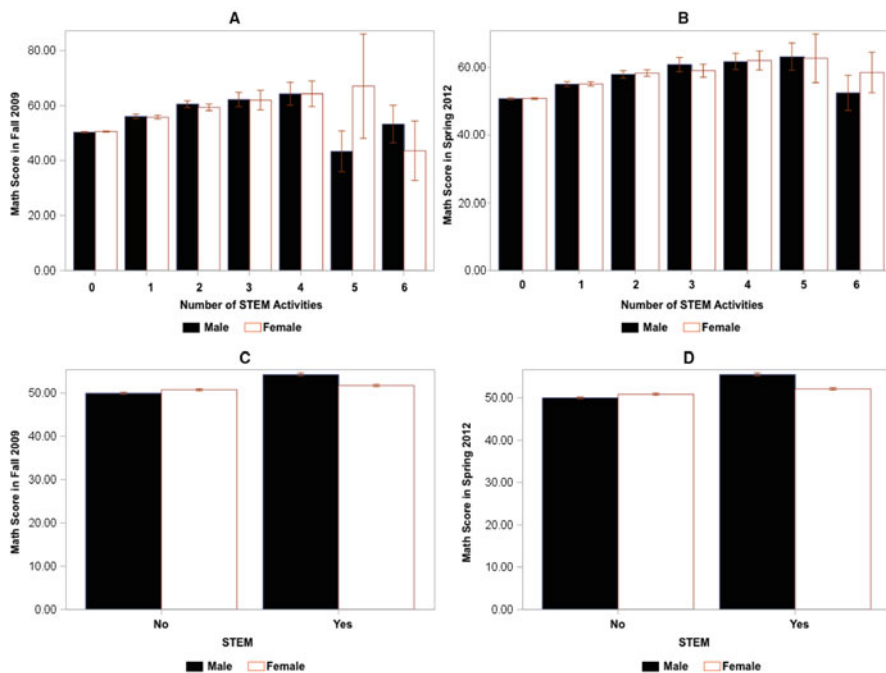 A
Math Score in Fall 2009
80.00
60.00
40.00
20.00
0.00
0 1 2 3 4 5 6
Number of STEM Activities
Male Female
B
Math Score in Spring 2012
60.00
40.00
20.00
0.00
0 1 2 3 4 5 6
Number of STEM Activities
Male Female
C
Math Score in Fall 2009
50.00
40.00
30.00
20.00
10.00
0.00
No Yes
STEM
Male Female
D
Math Score in Spring 2012
50.00
40.00
30.00
20.00
10.00
0.00
No Yes
STEM
Male Female